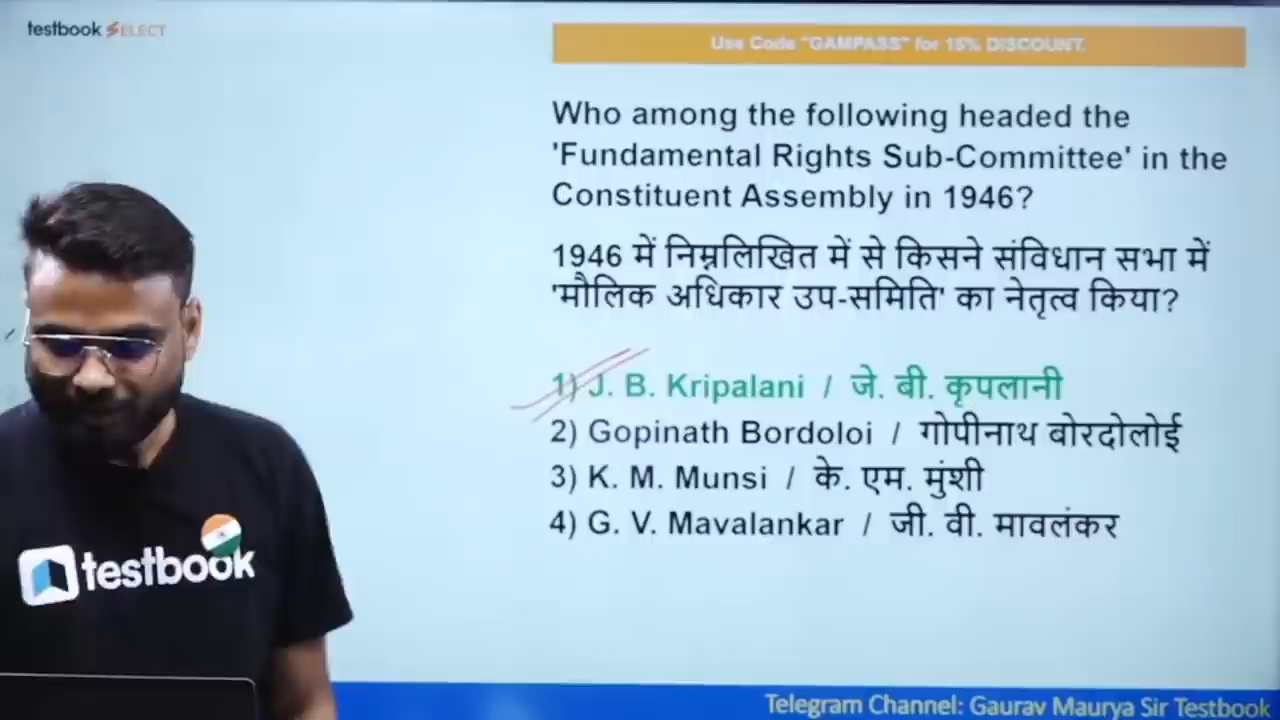 testbook SELECT
Use Code "GAMPASS" for 15% DISCOUNT.
Who among the following headed the
'Fundamental Rights Sub-Committee' in the
Constituent Assembly in 1946?
1946 में निम्नलिखित में से किसने संविधान सभा में
'मौलिक अधिकार उप-समिति' का नेतृत्व किया?
1) J. B. Kripalani / जे. बी. कृपलानी
2) Gopinath Bordoloi / गोपीनाथ बोरदोलोई
3) K. M. Munsi / के. एम. मुंशी
4) G. V. Mavalankar / जी. वी. मावलंकर
testbook
Telegram Channel: Gaurav Maurya Sir Testbook